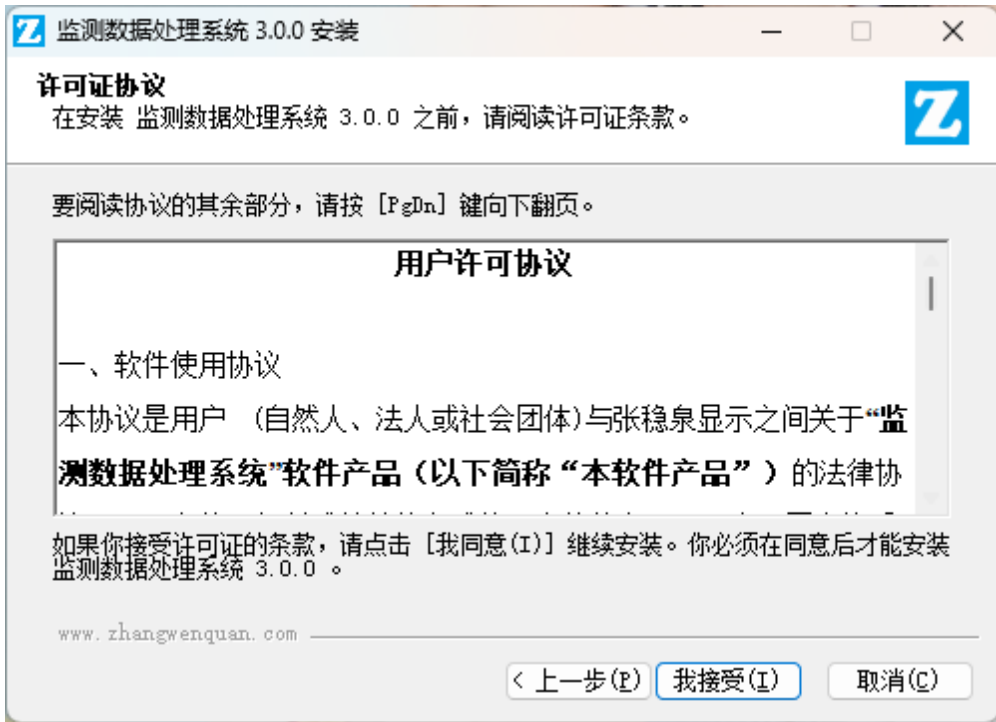 Z 监测数据处理系统 3.0.0 安装
许可证协议
在安装 监测数据处理系统 3.0.0 之前，请阅读许可证条款。
Z
要阅读协议的其余部分，请按 [PgDn] 键向下翻页。
用户许可协议
一、软件使用协议
本协议是用户 (自然人、法人或社会团体)与张稳泉显示之间关于“监
测数据处理系统”软件产品（以下简称“本软件产品”）的法律协
如果你接受许可证的条款，请点击 [我同意(I)] 继续安装。你必须在同意后才能安装
监测数据处理系统 3.0.0 。
www.zhangwenquan.com
< 上一步(P) 我接受(I) 取消(C)